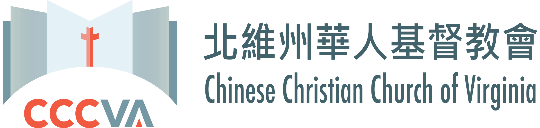 CCCVA
北維州華人基督教會
Chinese Christian Church of Virginia